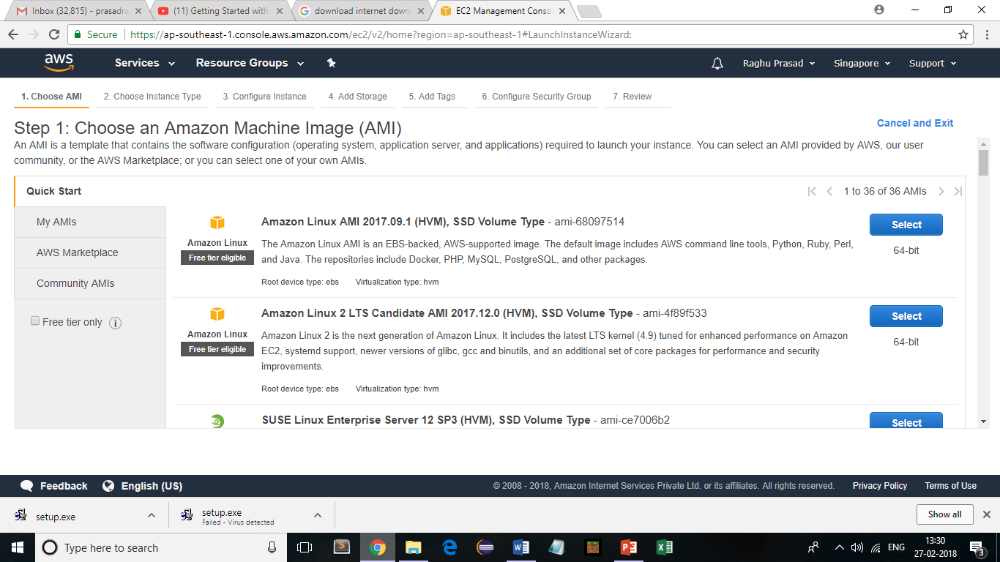 Inbox (32,815) - prasadra
(11) Getting Started with
download internet down
EC2 Management Conso
Secure
https://ap-southeast-1.console.aws.amazon.com/ec2/v2/home?region=ap-southeast-1#LaunchInstanceWizard:
aws
Services
Resource Groups
Raghu Prasad
Singapore
Support
1. Choose AMI
2. Choose Instance Type
3. Configure Instance
4. Add Storage
5. Add Tags
6. Configure Security Group
7. Review
Step 1: Choose an Amazon Machine Image (AMI)
Cancel and Exit
An AMI is a template that contains the software configuration (operating system, application server, and applications) required to launch your instance. You can select an AMI provided by AWS, our user
community, or the AWS Marketplace; or you can select one of your own AMIs.
Quick Start
1 to 36 of 36 AMIs
My AMIs
AWS Marketplace
Community AMIs
Free tier only
Amazon Linux
Free tier eligible
Amazon Linux AMI 2017.09.1 (HVM), SSD Volume Type - ami-68097514
The Amazon Linux AMI is an EBS-backed, AWS-supported image. The default image includes AWS command line tools, Python, Ruby, Perl,
and Java. The repositories include Docker, PHP, MySQL, PostgreSQL, and other packages.
Root device type: ebs
Virtualization type: hvm
Select
64-bit
Amazon Linux
Free tier eligible
Amazon Linux 2 LTS Candidate AMI 2017.12.0 (HVM), SSD Volume Type - ami-4f89f533
Amazon Linux 2 is the next generation of Amazon Linux. It includes the latest LTS kernel (4.9) tuned for enhanced performance on Amazon
EC2, systemd support, newer versions of glibc, gcc and binutils, and an additional set of core packages for performance and security
improvements.
Root device type: ebs
Virtualization type: hvm
Select
64-bit
SUSE Linux Enterprise Server 12 SP3 (HVM), SSD Volume Type - ami-ce7006b2
Select
Feedback
English (US)
© 2008 - 2018, Amazon Internet Services Private Ltd. or its affiliates. All rights reserved.
Privacy Policy
Terms of Use
setup.exe
setup.exe
Failed - Virus detected
Show all
Type here to search
ENG
13:30
27-02-2018
3